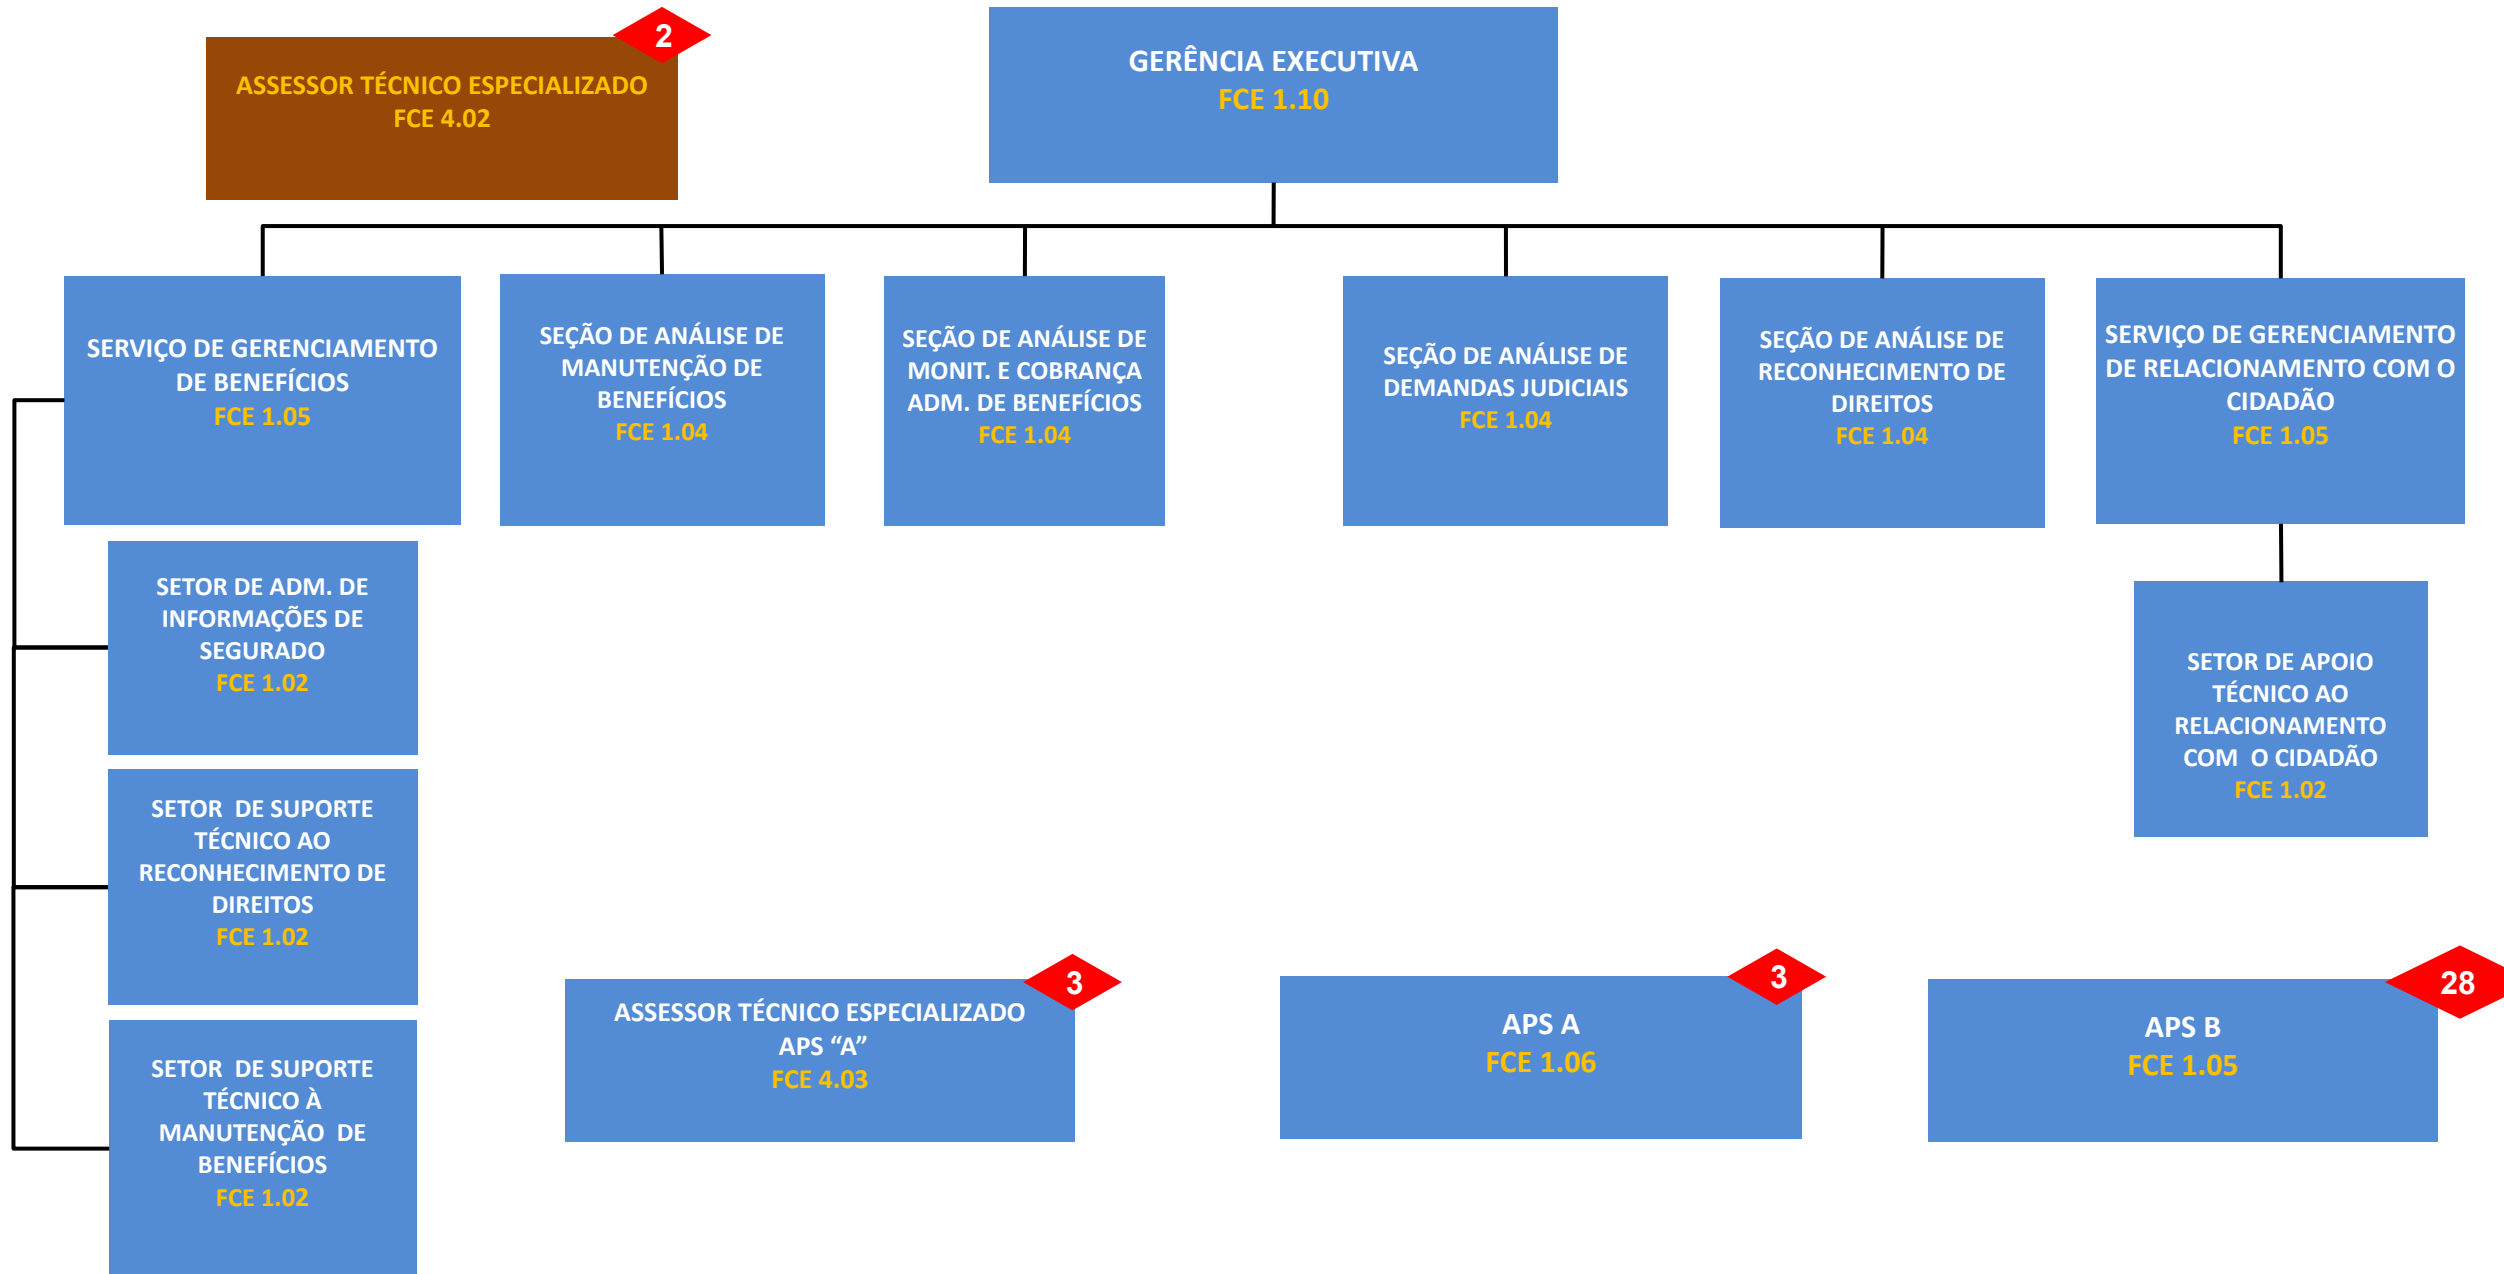 2
ASSESSOR TÉCNICO ESPECIALIZADO
FCE 4.02
GERÊNCIA EXECUTIVA
FCE 1.10
SERVIÇO DE GERENCIAMENTO
DE BENEFÍCIOS
FCE 1.05
SEÇÃO DE ANÁLISE DE
MANUTENÇÃO DE
BENEFÍCIOS
FCE 1.04
SEÇÃO DE ANÁLISE DE
MONIT. E COBRANÇA
ADM. DE BENEFÍCIOS
FCE 1.04
SEÇÃO DE ANÁLISE DE
DEMANDAS JUDICIAIS
FCE 1.04
SEÇÃO DE ANÁLISE DE
RECONHECIMENTO DE
DIREITOS
FCE 1.04
SERVIÇO DE GERENCIAMENTO
DE RELACIONAMENTO COM O
CIDADÃO
FCE 1.05
SETOR DE ADM. DE
INFORMAÇÕES DE
SEGURADO
FCE 1.02
SETOR DE APOIO
TÉCNICO AO
RELACIONAMENTO
COM O CIDADÃO
FCE 1.02
SETOR DE SUPORTE
TÉCNICO AO
RECONHECIMENTO DE
DIREITOS
FCE 1.02
SETOR DE SUPORTE
TÉCNICO À
MANUTENÇÃO DE
BENEFÍCIOS
FCE 1.02
3
ASSESSOR TÉCNICO ESPECIALIZADO
APS “A”
FCE 4.03
3
APS A
FCE 1.06
28
APS B
FCE 1.05